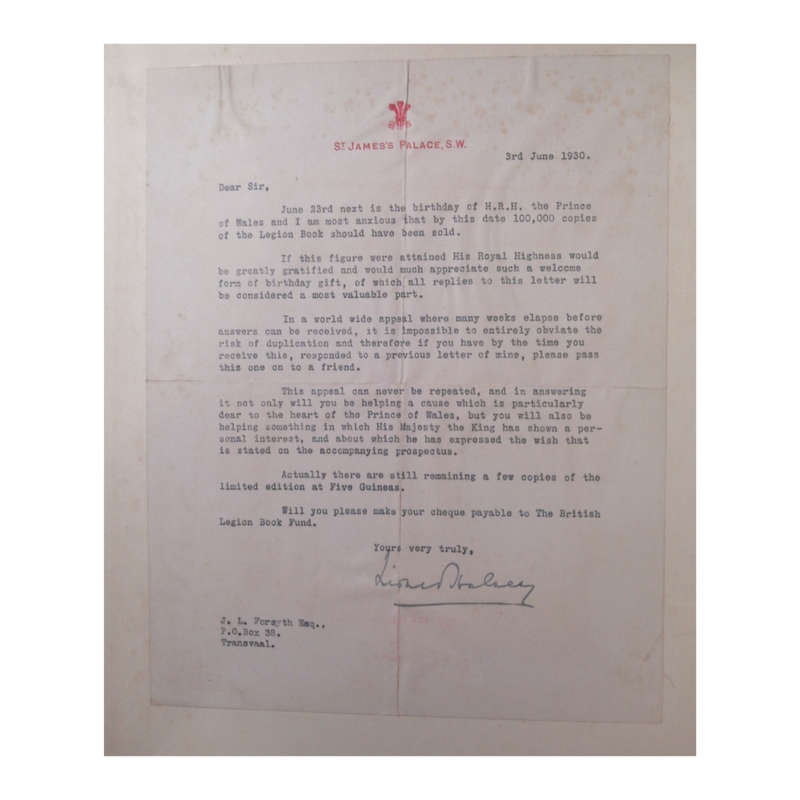 ST JAMES'S PALACE, S.W.
3rd June 1930.
Dear Sir,
June 23rd next is the birthday of H.R.H. the Prince
of Wales and I am most anxious that by this date 100,000 copies
of the Legion Book should have been sold.
If this figure were attained His Royal Highness would
be greatly gratified and would much appreciate such a welcome
form of birthday gift, of which all replies to this letter will
be considered a most valuable part.
In a world wide appeal where many weeks elapse before
answers can be received, it is impossible to entirely obviate the
risk of duplication and therefore if you have by the time you
receive this, responded to a previous letter of mine, please pass
this one on to a friend.
This appeal can never be repeated, and in answering
it not only will you be helping a cause which is particularly
dear to the heart of the Prince of Wales, but you will also be
helping something in which His Majesty the King has shown a per-
sonal interest, and about which he has expressed the wish that
is stated on the accompanying prospectus.
Actually there are still remaining a few copies of the
limited edition at Five Guineas.
Will you please make your cheque payable to The British
Legion Book Fund.
Yours very truly,
Lionel Halsey
J. L. Forsyth Esq.,
P.O.Box 38.
Transvaal.